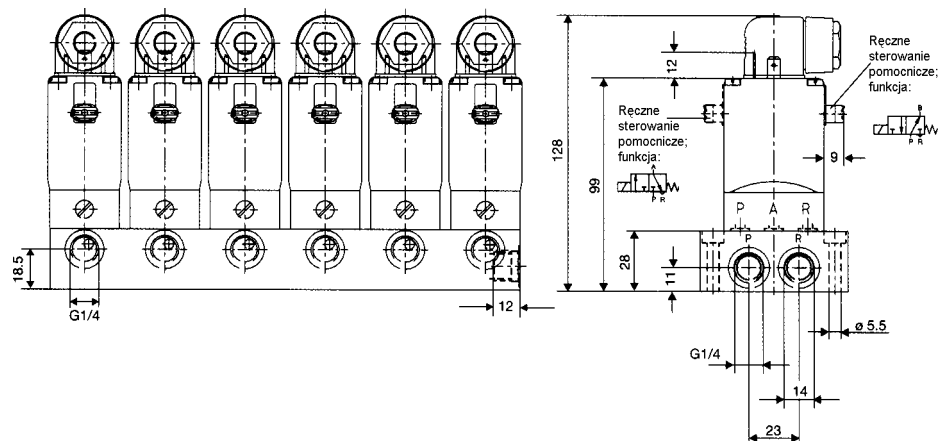 18.5
G1/4
12
128
99
12
Ręczne
sterowanie
pomocnicze;
funkcja:
A
P R
Ręczne
sterowanie
pomocnicze;
funkcja:
B
P R
9
P A R
P R
28
11
G1/4
ø 5.5
14
23